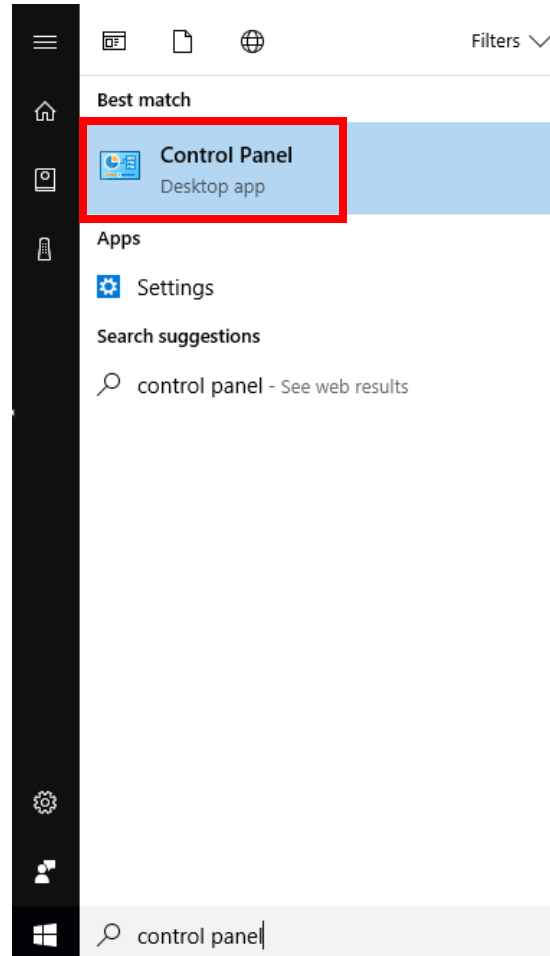 Filters
Best match
Control Panel
Desktop app
Apps
Settings
Search suggestions
control panel - See web results
control panel